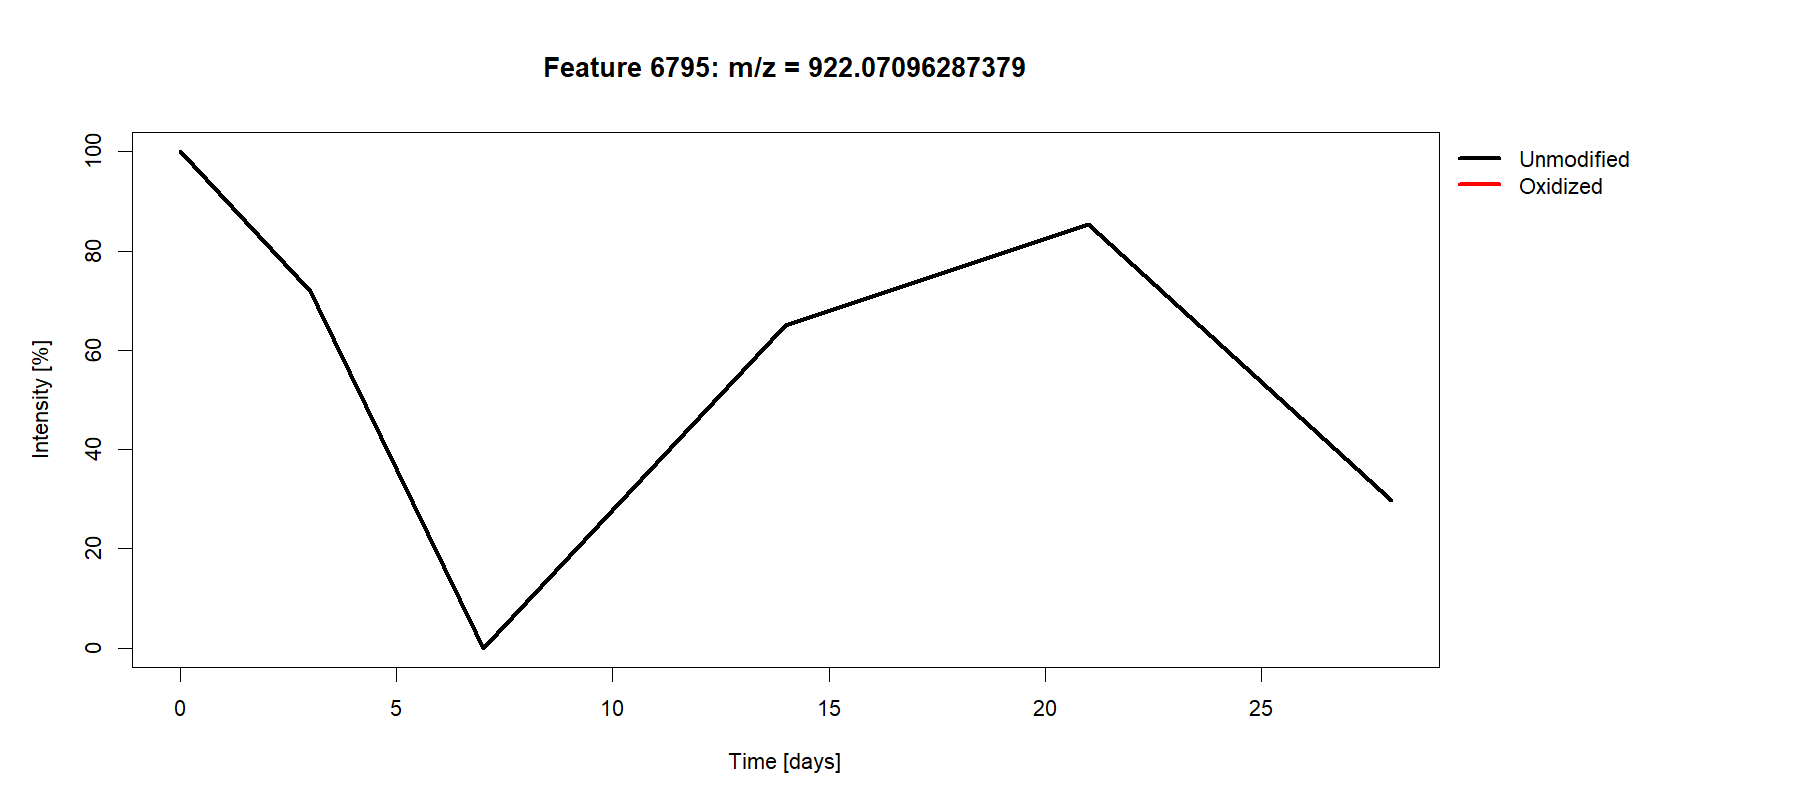 Feature 6795: m/z = 922.07096287379
Unmodified
Oxidized
Intensity [%]
100
80
60
40
20
0
0 5 10 15 20 25
Time [days]